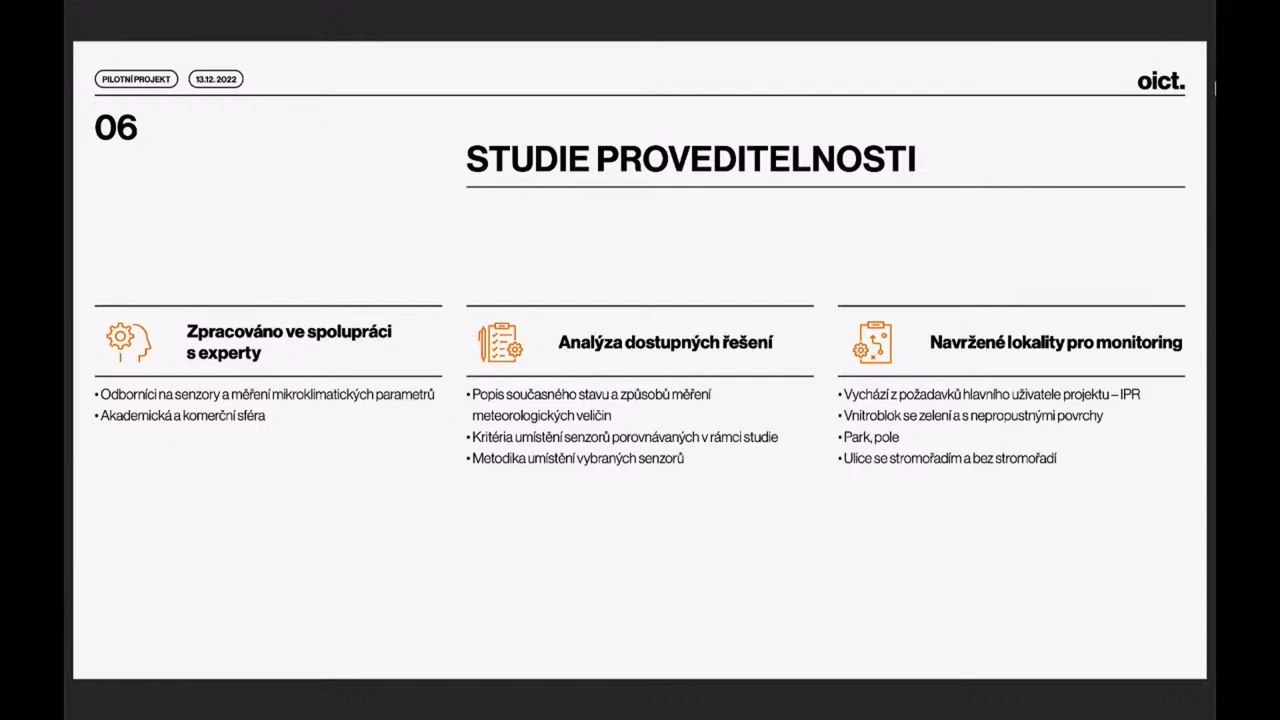 PILOTNÍ PROJEKT
13.12. 2022
oict.
06
STUDIE PROVEDITELNOSTI
Zpracováno ve spolupráci
s experty
• Odborníci na senzory a měření mikroklimatických parametrů
• Akademická a komerční sféra
Analýza dostupných řešení
• Popis současného stavu a způsobů měření
meteorologických veličin
• Kritéria umístění senzorů porovnávaných v rámci studie
• Metodika umístění vybraných senzorů
Navržené lokality pro monitoring
• Vychází z požadavků hlavního uživatele projektu – IPR
• Vnitroblok se zelení a s nepropustnými povrchy
• Park, pole
• Ulice se stromořadím a bez stromořadí